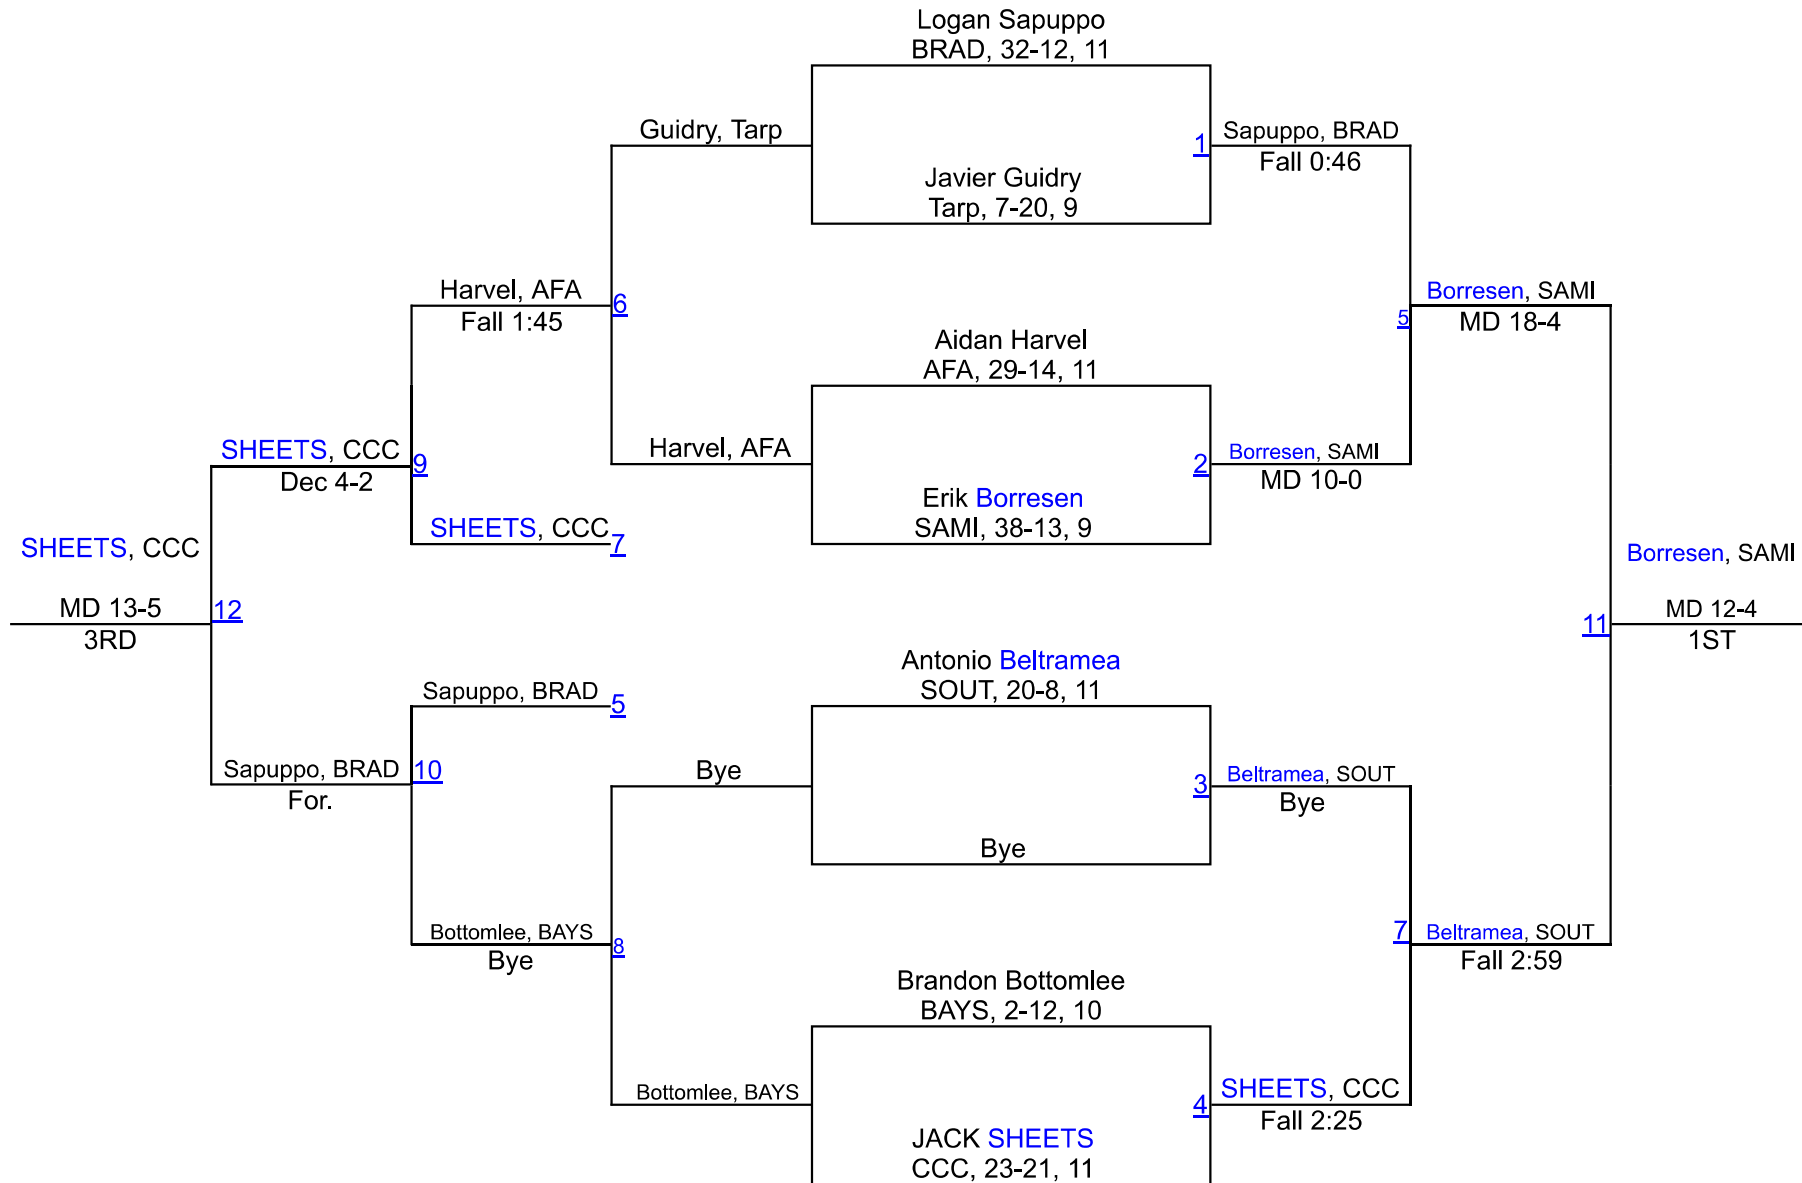 Logan Sapuppo
BRAD, 32-12, 11
Guidry, Tarp
1
Sapuppo, BRAD
Fall 0:46
Javier Guidry
Tarp, 7-20, 9
Harvel, AFA
Fall 1:45
6
Borresen, SAMI
MD 18-4
5
Aidan Harvel
AFA, 29-14, 11
SHEETS, CCC
Dec 4-2
9
Harvel, AFA
2
Borresen, SAMI
MD 10-0
Erik Borresen
SAMI, 38-13, 9
SHEETS, CCC
7
SHEETS, CCC
MD 13-5
3RD
12
Borresen, SAMI
MD 12-4
1ST
11
Antonio Beltramea
SOUT, 20-8, 11
Sapuppo, BRAD
5
Sapuppo, BRAD
For.
10
Bye
3
Beltramea, SOUT
Bye
Bye
Bottomlee, BAYS
Bye
8
7
Beltramea, SOUT
Fall 2:59
Brandon Bottomlee
BAYS, 2-12, 10
Bottomlee, BAYS
4
SHEETS, CCC
Fall 2:25
JACK SHEETS
CCC, 23-21, 11